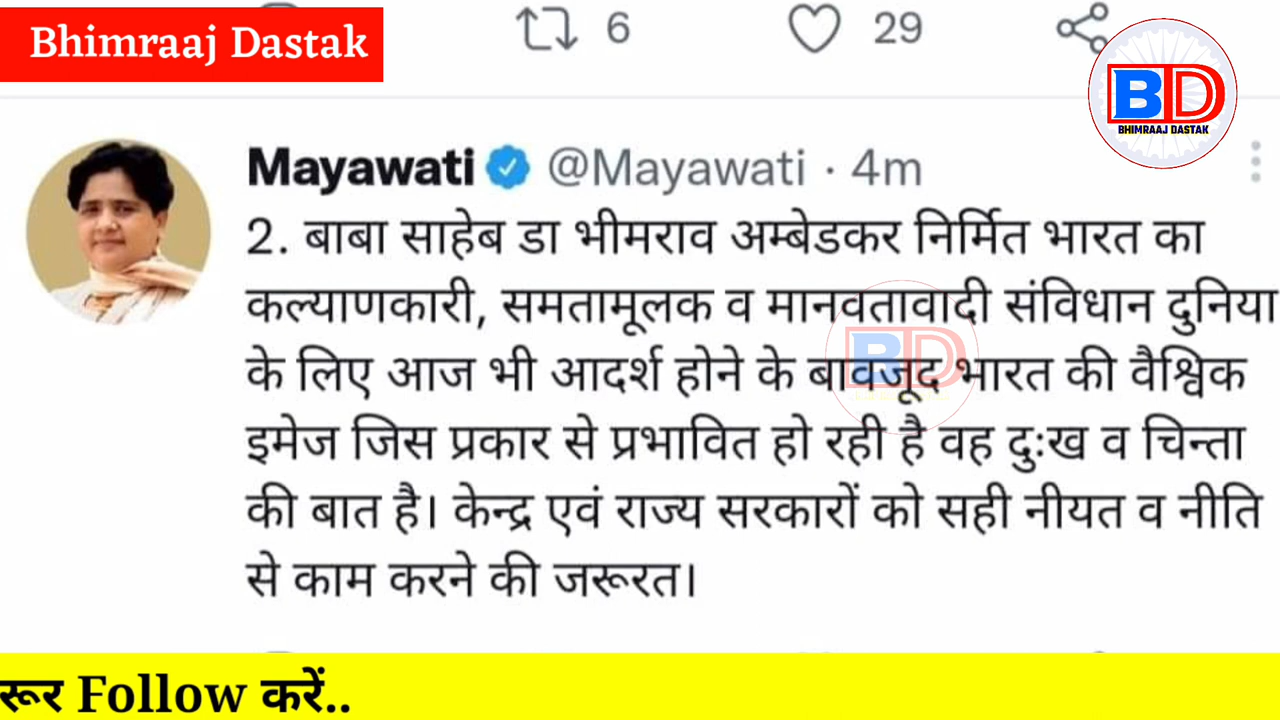 Bhimraaj Dastak
6
29
BD
BHIMRAAJ DASTAK
Mayawati @Mayawati · 4m
2. बाबा साहेब डा भीमराव अम्बेडकर निर्मित भारत का
कल्याणकारी, समतामूलक व मानवतावादी संविधान दुनिया
के लिए आज भी आदर्श होने के बावजूद भारत की वैश्विक
इमेज जिस प्रकार से प्रभावित हो रही है वह दुःख व चिन्ता
की बात है। केन्द्र एवं राज्य सरकारों को सही नीयत व नीति
से काम करने की जरूरत।
BD
रूर Follow करें..